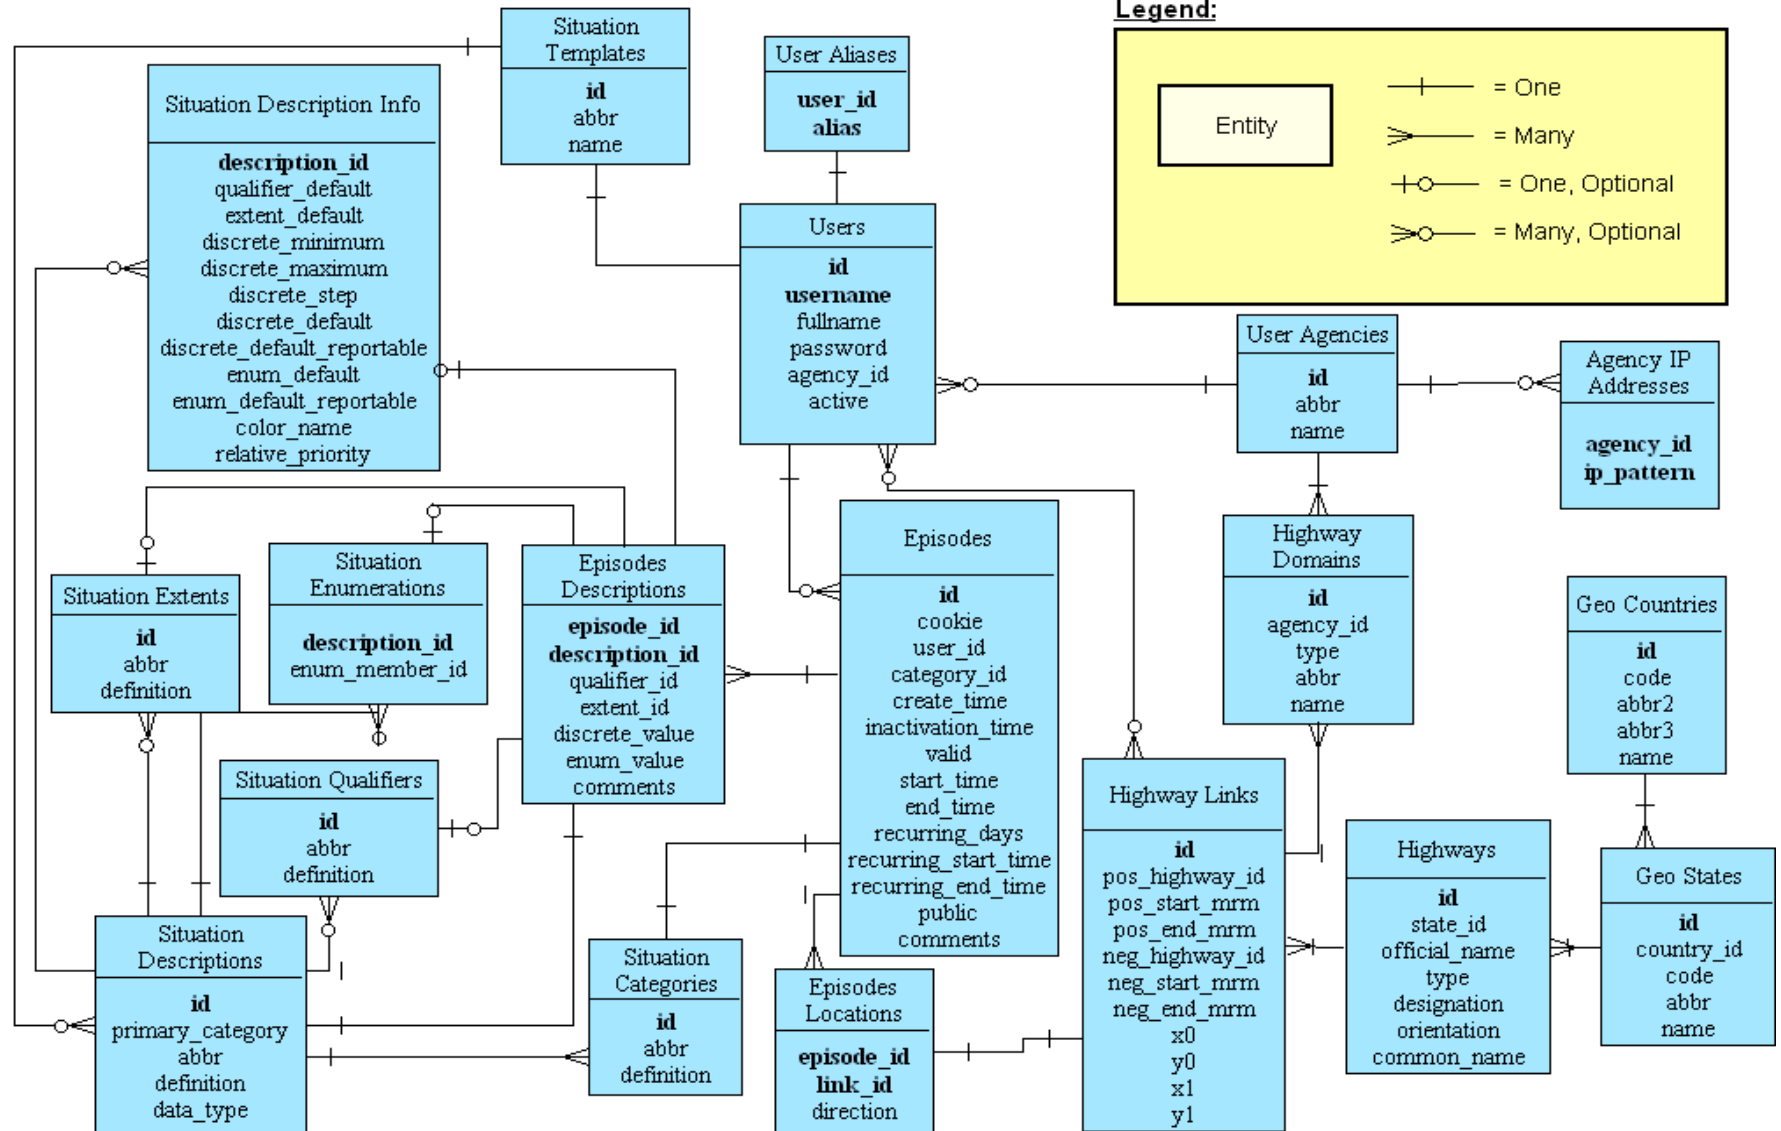 Legend:
Entity
= One
= Many
= One, Optional
= Many, Optional
Situation
Templates
id
abbr
name
User Aliases
user_id
alias
Situation Description Info
description_id
qualifier_default
extent_default
discrete_minimum
discrete_maximum
discrete_step
discrete_default
discrete_default_reportable
enum_default
enum_default_reportable
color_name
relative_priority
Users
id
username
fullname
password
agency_id
active
User Agencies
id
abbr
name
Agency IP
Addresses
agency_id
ip_pattern
Situation Extents
id
abbr
definition
Situation
Enumerations
description_id
enum_member_id
Episodes
Descriptions
episode_id
description_id
qualifier_id
extent_id
discrete_value
enum_value
comments
Episodes
id
cookie
user_id
category_id
create_time
inactivation_time
valid
start_time
end_time
recurring_days
recurring_start_time
recurring_end_time
public
comments
Highway
Domains
id
agency_id
type
abbr
name
Geo Countries
id
code
abbr2
abbr3
name
Situation Qualifiers
id
abbr
definition
Highway Links
id
pos_highway_id
pos_start_mrm
pos_end_mrm
neg_highway_id
neg_start_mrm
neg_end_mrm
x0
y0
x1
y1
Highways
id
state_id
official_name
type
designation
orientation
common_name
Geo States
id
country_id
code
abbr
name
Situation
Descriptions
id
primary_category
abbr
definition
data_type
Situation
Categories
id
abbr
definition
Episodes
Locations
episode_id
link_id
direction